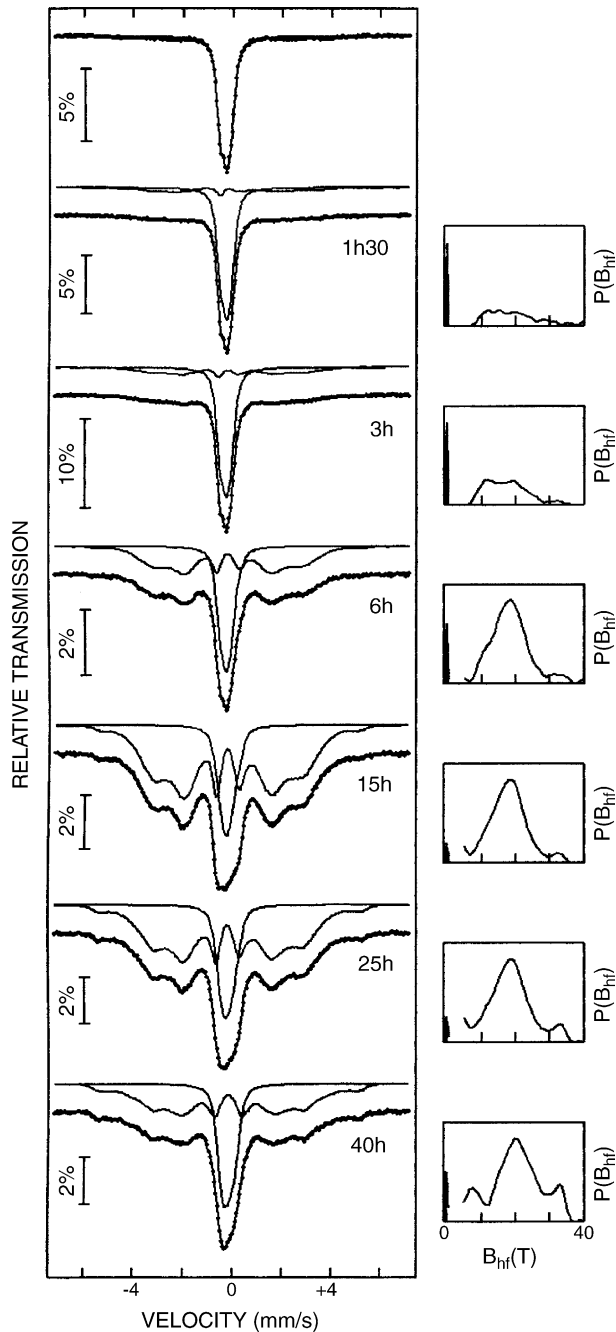 RELATIVE TRANSMISSION
5%
5%
1h30
P(Bhf)
10%
3h
P(Bhf)
2%
6h
P(Bhf)
2%
15h
P(Bhf)
2%
25h
P(Bhf)
2%
40h
P(Bhf)
0 40
Bhf(T)
-4 0 +4
VELOCITY (mm/s)